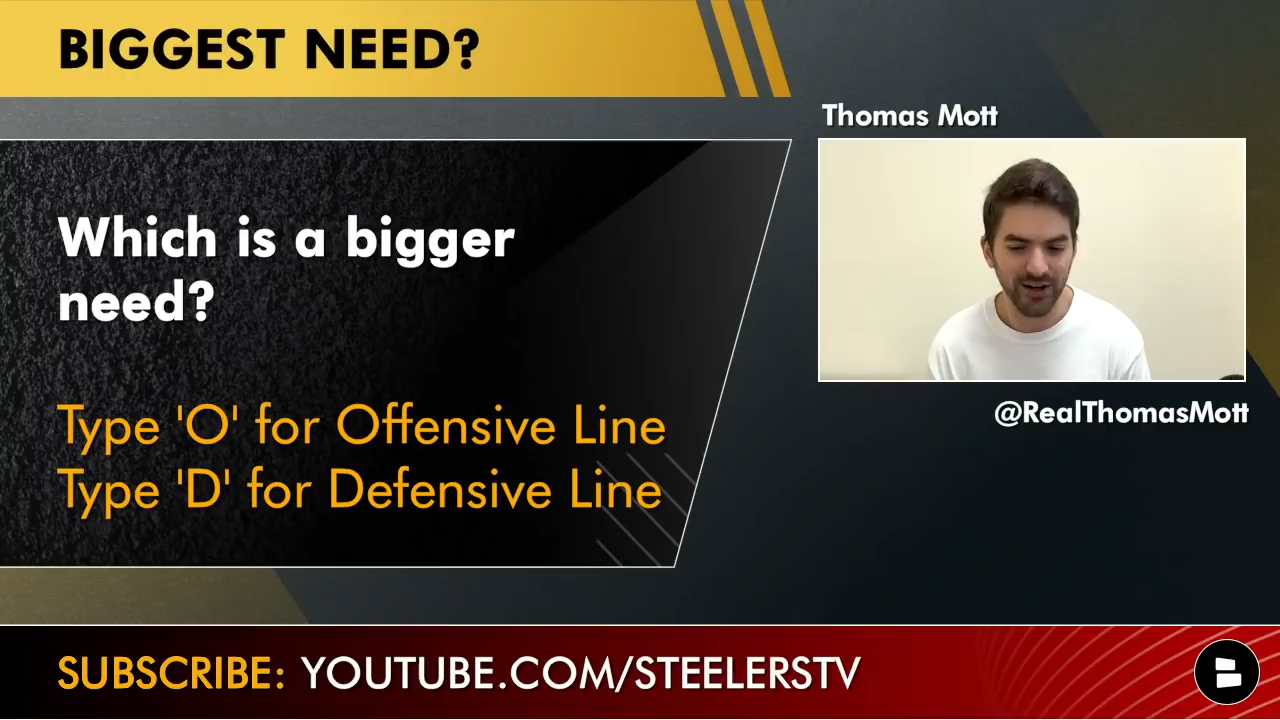 BIGGEST NEED?
Thomas Mott
Which is a bigger
need?
Type 'O' for Offensive Line
Type 'D' for Defensive Line
@RealThomasMott
SUBSCRIBE: YOUTUBE.COM/STEELERSTV